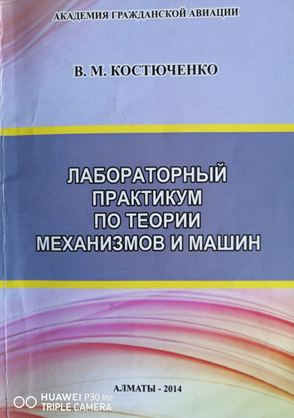 АКАДЕМИЯ ГРАЖДАНСКОЙ АВИАЦИИ
В. М. КОСТЮЧЕНКО
ЛАБОРАТОРНЫЙ
ПРАКТИКУМ
ПО ТЕОРИИ
МЕХАНИЗМОВ И МАШИН
АЛМАТЫ - 2014
HUAWEI P30 lite
TRIPLE CAMERA